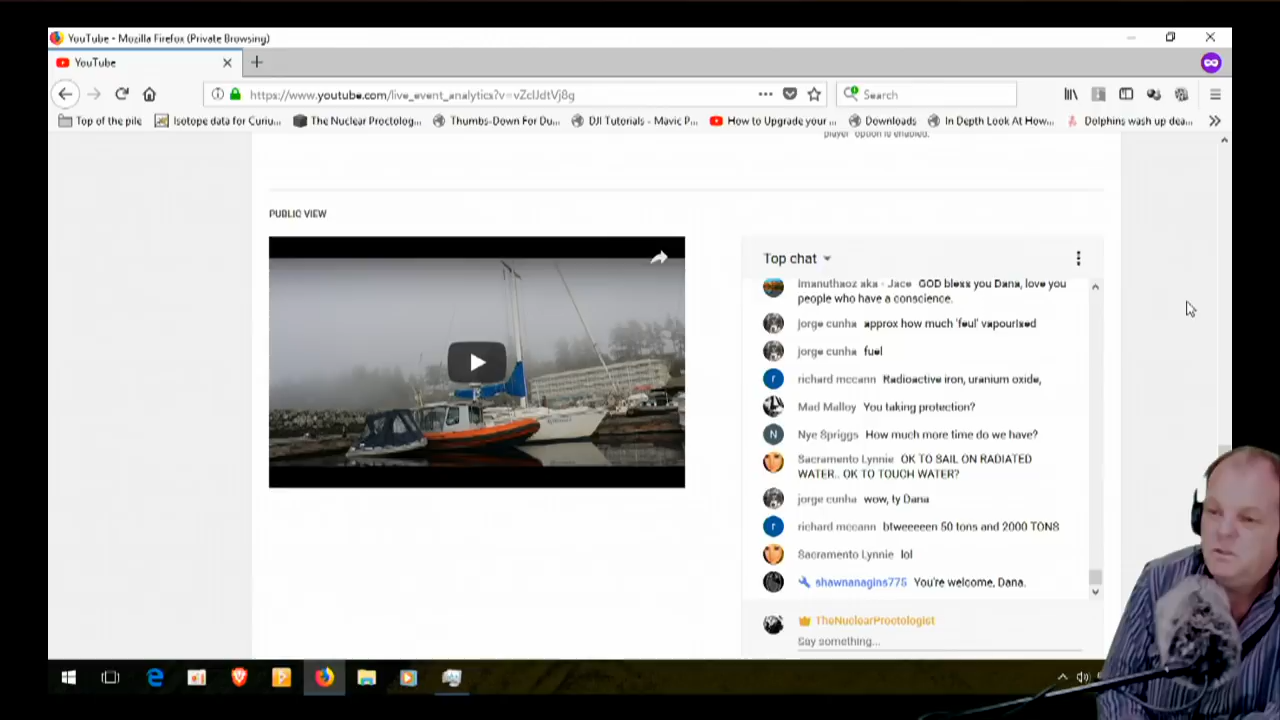 YouTube - Mozilla Firefox (Private Browsing)
YouTube
https://www.youtube.com/live_event_analytics?v=vZclJdtVj8g
Search
Top of the pile
Isotope data for Curiu...
The Nuclear Proctolog...
Thumbs-Down For Du...
DJI Tutorials - Mavic P...
How to Upgrade your ...
Downloads
In Depth Look At How...
Dolphins wash up dea...
player" option is enabled.
PUBLIC VIEW
Top chat
imanuthaoz aka - Jace GOD bless you Dana, love you
people who have a conscience.
jorge cunha approx how much 'feul' vapourised
jorge cunha fuel
richard mccann Radioactive iron, uranium oxide,
Mad Malloy You taking protection?
Nye Spriggs How much more time do we have?
Sacramento Lynnie OK TO SAIL ON RADIATED
WATER.. OK TO TOUCH WATER?
jorge cunha wow, ty Dana
richard mccann btweeeeen 50 tons and 2000 TONS
Sacramento Lynnie lol
shawnanagins775 You're welcome, Dana.
TheNuclearProctologist
Say something...